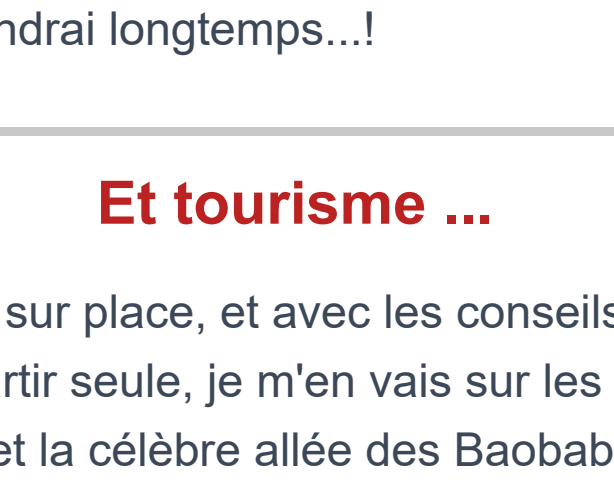 ndrai longtemps...!
Et tourisme ...
sur place, et avec les conseils
rtir seule, je m'en vais sur les
et la célèbre allée des Baobab